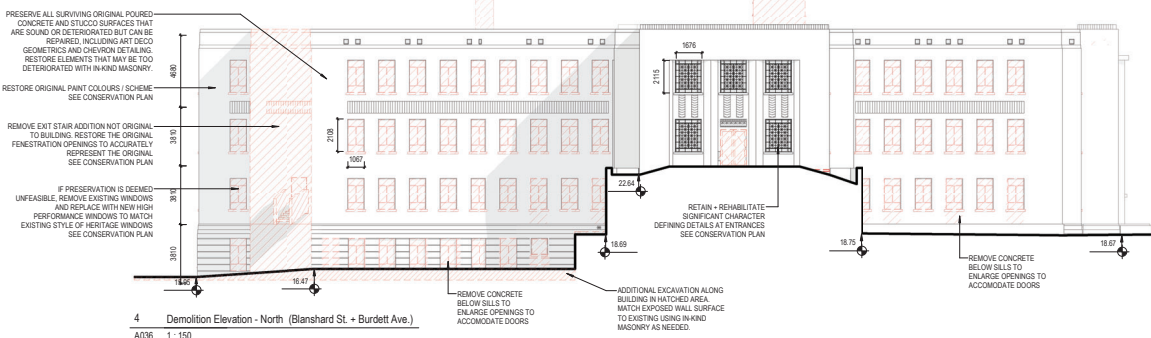 PRESERVE ALL SURVIVING ORIGINAL POURED
CONCRETE AND STUCCO SURFACES THAT
ARE SOUND OR DETERIORATED BUT CAN BE
REPAIRED, INCLUDING ART DECO
GEOMETRICS AND CHEVRON DETAILING.
RESTORE ELEMENTS THAT MAY BE TOO
DETERIORATED WITH IN-KIND MASONRY.
RESTORE ORIGINAL PAINT COLOURS / SCHEME
SEE CONSERVATION PLAN
REMOVE EXIT STAIR ADDITION NOT ORIGINAL
TO BUILDING. RESTORE THE ORIGINAL
FENESTRATION OPENINGS TO ACCURATELY
REPRESENT THE ORIGINAL
SEE CONSERVATION PLAN
IF PRESERVATION IS DEEMED
UNFEASIBLE, REMOVE EXISTING WINDOWS
AND REPLACE WITH NEW HIGH
PERFORMANCE WINDOWS TO MATCH
EXISTING STYLE OF HERITAGE WINDOWS
SEE CONSERVATION PLAN
4680
3810
3810
3810
2108
1067
1676
2115
16.47
18.69
22.64
18.75
18.67
RETAIN + REHABILITATE
SIGNIFICANT CHARACTER
DEFINING DETAILS AT ENTRANCES
SEE CONSERVATION PLAN
REMOVE CONCRETE
BELOW SILLS TO
ENLARGE OPENINGS TO
ACCOMODATE DOORS
ADDITIONAL EXCAVATION ALONG
BUILDING IN HATCHED AREA.
MATCH EXPOSED WALL SURFACE
TO EXISTING USING IN-KIND
MASONRY AS NEEDED.
REMOVE CONCRETE
BELOW SILLS TO
ENLARGE OPENINGS TO
ACCOMODATE DOORS
4 Demolition Elevation - North (Blanshard St. + Burdett Ave.)
A036 1 : 150